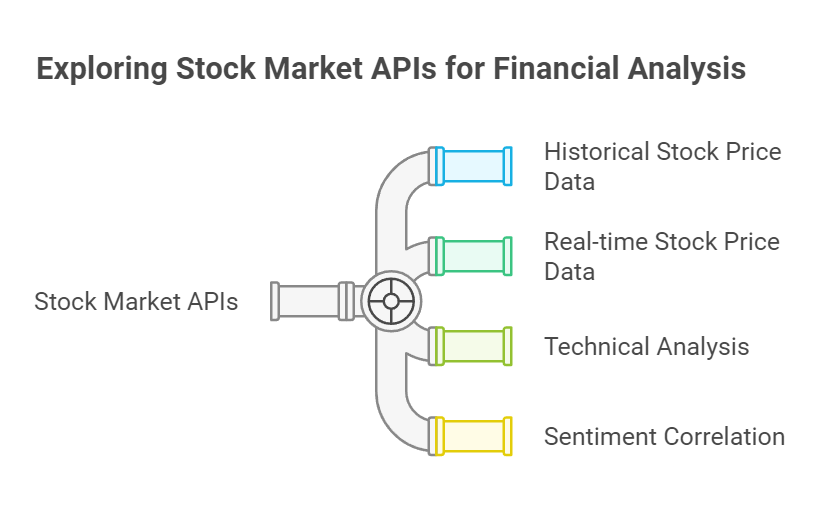 Exploring Stock Market APIs for Financial Analysis
Historical Stock Price
Data
Real-time Stock Price
Data
Stock Market APIs
Technical Analysis
Sentiment Correlation